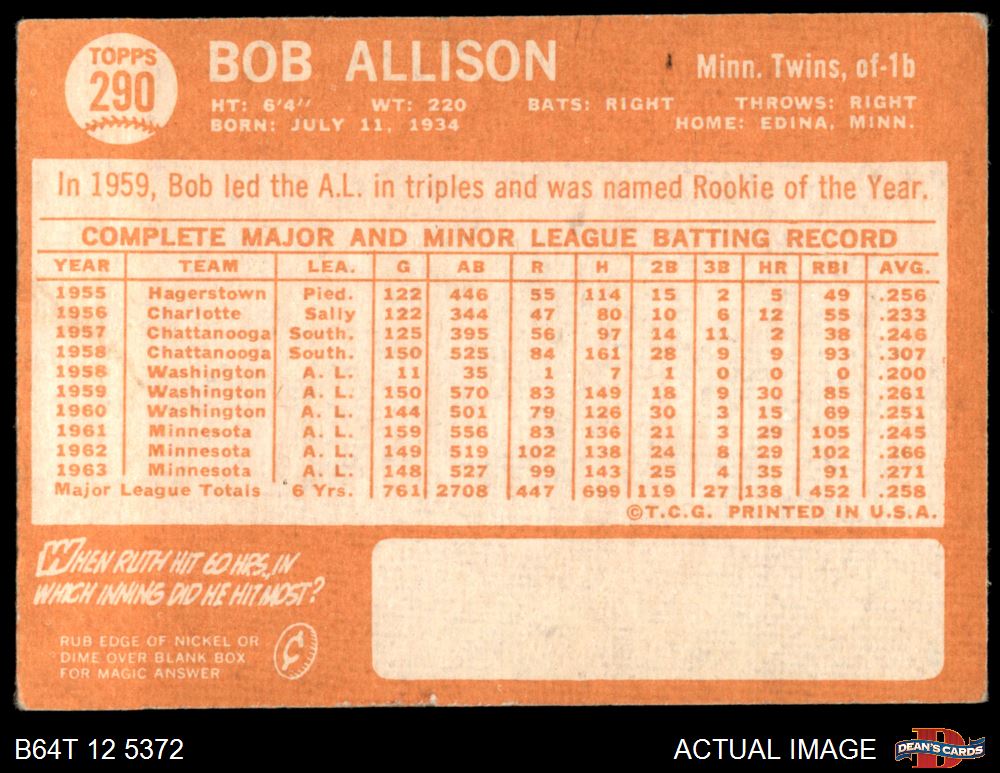 TOPPS
290
BOB ALLISON
Minn. Twins, of-1b
HT: 6'4" WT: 220 BATS: RIGHT THROWS: RIGHT
BORN: JULY 11, 1934 HOME: EDINA, MINN.
In 1959, Bob led the A.L. in triples and was named Rookie of the Year.
COMPLETE MAJOR AND MINOR LEAGUE BATTING RECORD
YEAR TEAM LEA. G AB R H 2B 3B HR RBI AVG.
1955 Hagerstown Pied. 122 446 55 114 15 2 5 49 .256
1956 Charlotte Sally 122 344 47 80 10 6 12 55 .233
1957 Chattanooga South. 125 395 56 97 14 11 2 38 .246
1958 Chattanooga South. 150 525 84 161 28 9 9 93 .307
1958 Washington A. L. 11 35 1 7 1 0 0 0 .200
1959 Washington A. L. 150 570 83 149 18 9 30 85 .261
1960 Washington A. L. 144 501 79 126 30 3 15 69 .251
1961 Minnesota A. L. 159 556 83 136 21 3 29 105 .245
1962 Minnesota A. L. 149 519 102 138 24 8 29 102 .266
1963 Minnesota A. L. 148 527 99 143 25 4 35 91 .271
Major League Totals 6 Yrs. 761 2708 447 699 119 27 138 452 .258
©T.C.G. PRINTED IN U.S.A.
WHEN RUTH HIT 60 HRS, IN
WHICH INNING DID HE HIT MOST?
RUB EDGE OF NICKEL OR
DIME OVER BLANK BOX
FOR MAGIC ANSWER
¢
B64T 12 5372
ACTUAL IMAGE
D
DEAN'S CARDS